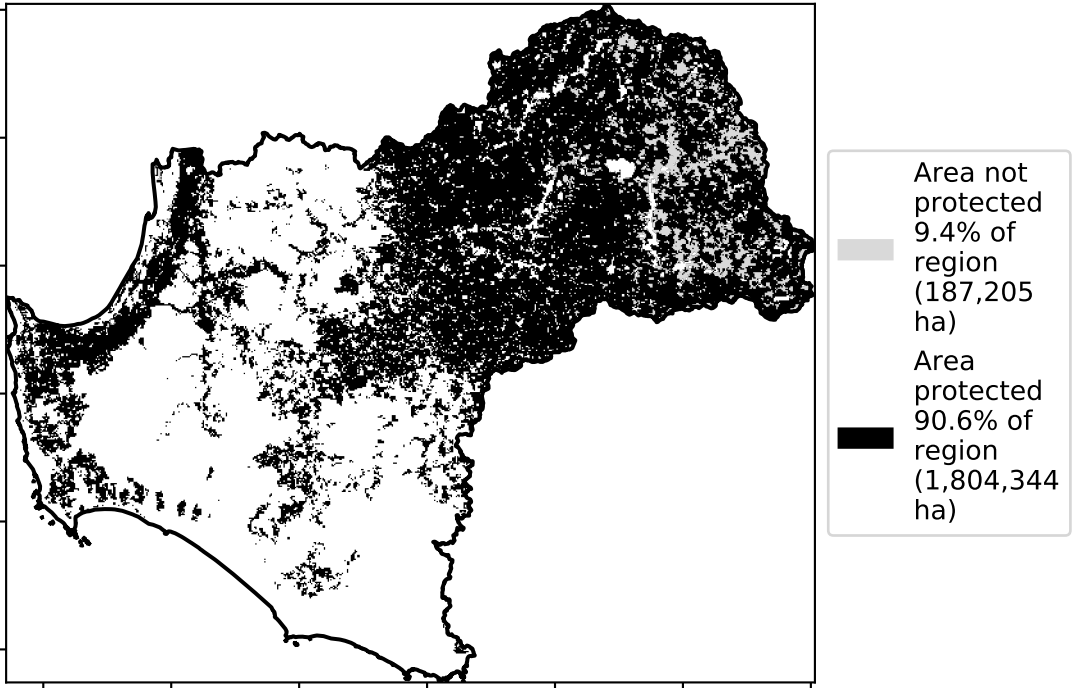 Area not
protected
9.4% of
region
(187,205
ha)
Area
protected
90.6% of
region
(1,804,344
ha)